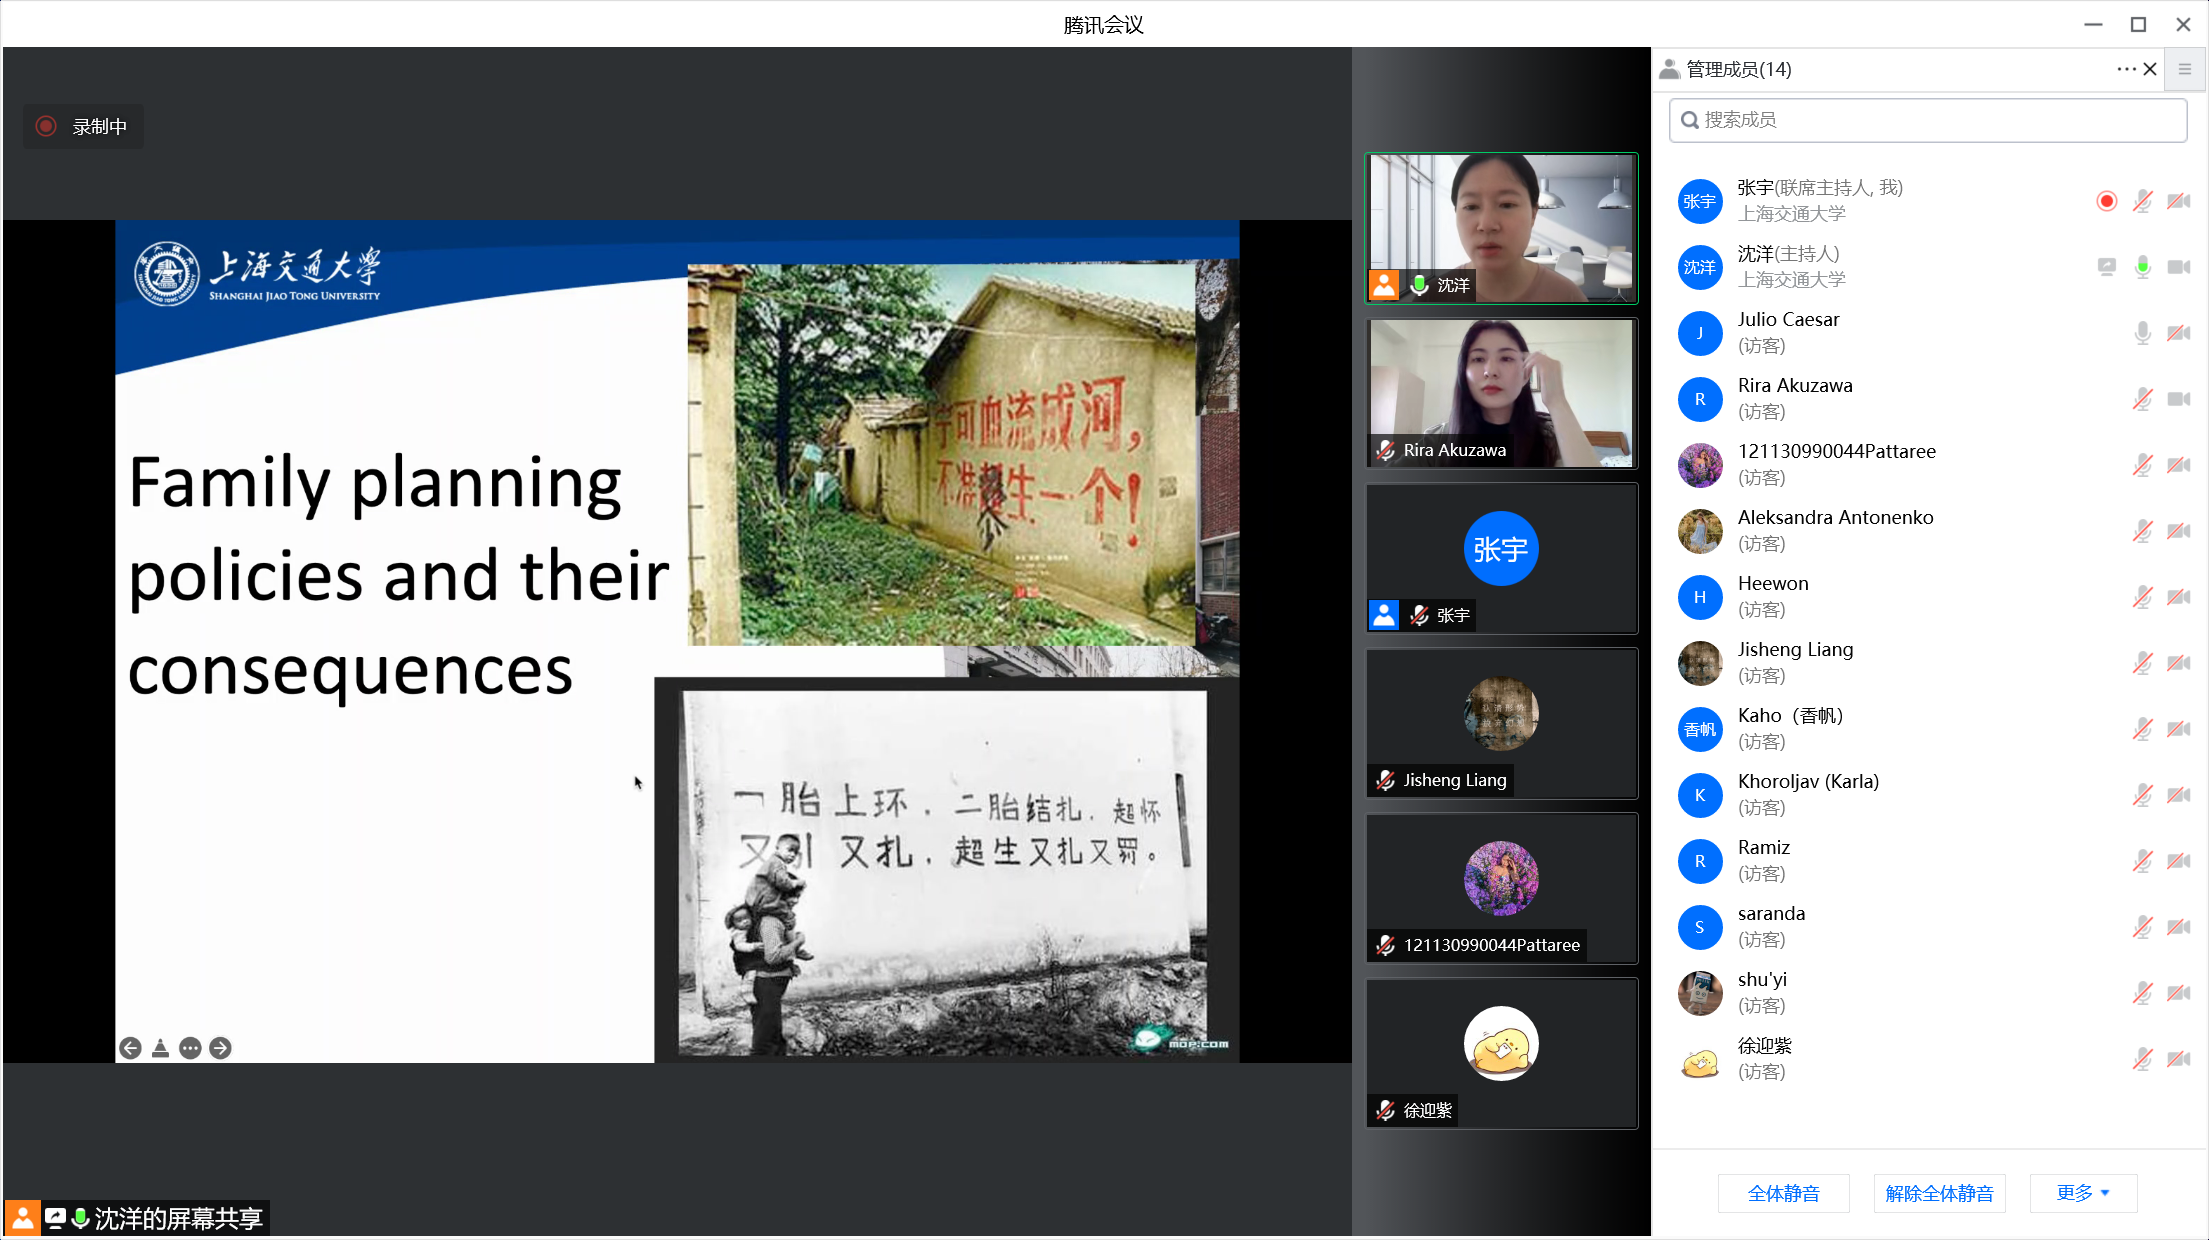 腾讯会议
录制中
上海交通大学
SHANGHAI JIAO TONG UNIVERSITY
Family planning
policies and their
consequences
宁可血流成河，
不准超生一个！
一胎上环．二胎结扎．超怀
又引又扎．超生又扎又罚。
mop.com
沈洋的屏幕共享
沈洋
Rira Akuzawa
张宇
张宇
Jisheng Liang
121130990044Pattaree
徐迎紫
管理成员(14)
搜索成员
张宇
张宇(联席主持人, 我)
上海交通大学
沈洋
沈洋(主持人)
上海交通大学
J
Julio Caesar
(访客)
R
Rira Akuzawa
(访客)
121130990044Pattaree
(访客)
Aleksandra Antonenko
(访客)
H
Heewon
(访客)
Jisheng Liang
(访客)
香帆
Kaho（香帆）
(访客)
K
Khoroljav (Karla)
(访客)
R
Ramiz
(访客)
S
saranda
(访客)
shu'yi
(访客)
徐迎紫
(访客)
全体静音
解除全体静音
更多